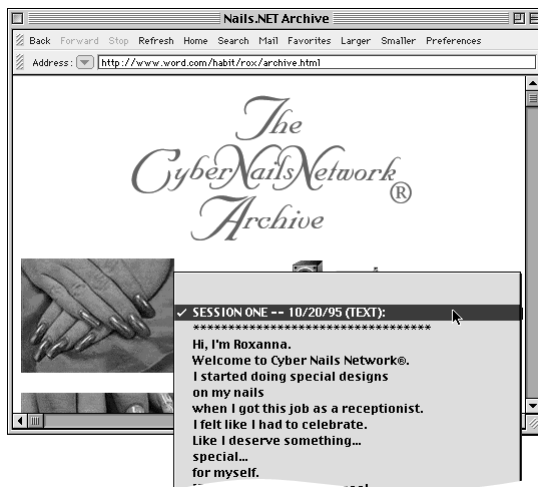 Nails.NET Archive
Back Forward Stop Refresh Home Search Mail Favorites Larger Smaller Preferences
Address: http://www.word.com/habit/rox/archive.html
The
CyberNailsNetwork®
Archive
✓ SESSION ONE -- 10/20/95 (TEXT):
**********************************
Hi, I'm Roxanna.
Welcome to Cyber Nails Network®.
I started doing special designs
on my nails
when I got this job as a receptionist.
I felt like I had to celebrate.
Like I deserve something...
special...
for myself.